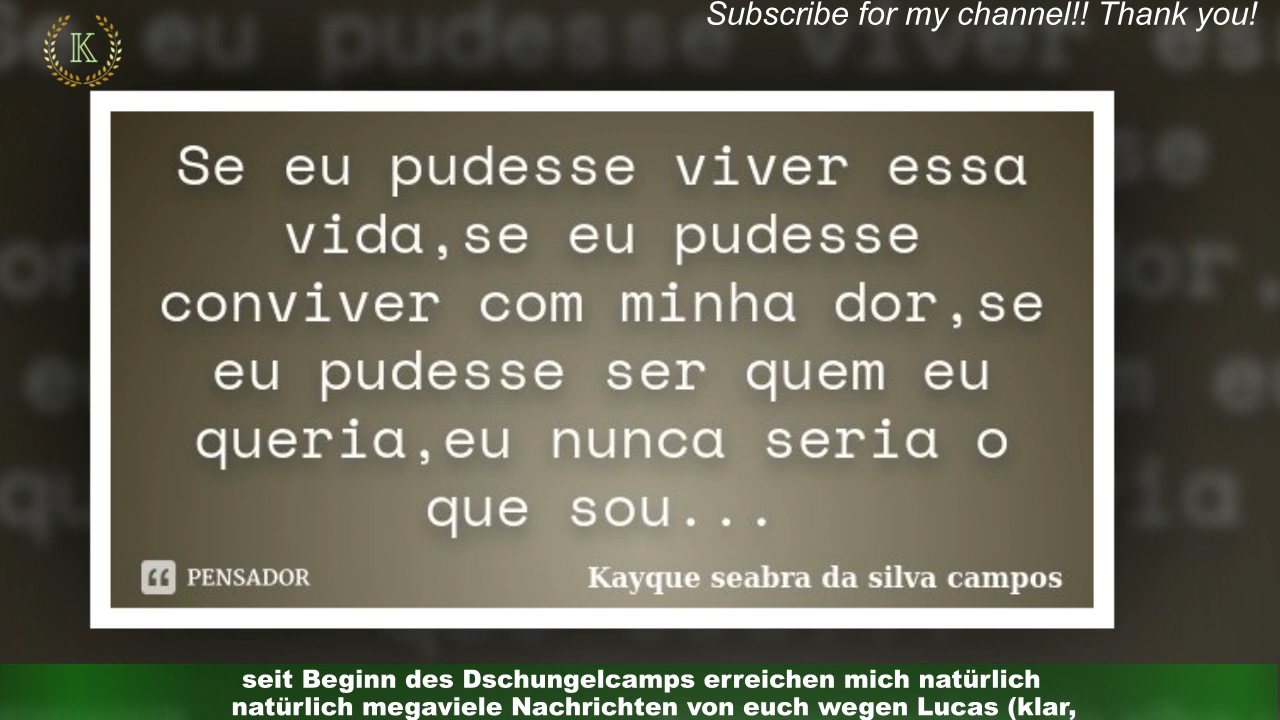 Subscribe for my channel!! Thank you!
K
Se eu pudesse viver essa
vida,se eu pudesse
conviver com minha dor,se
eu pudesse ser quem eu
queria,eu nunca seria o
que sou...
PENSADOR
Kayque seabra da silva campos
seit Beginn des Dschungelcamps erreichen mich natürlich
natürlich megaviele Nachrichten von euch wegen Lucas (klar,